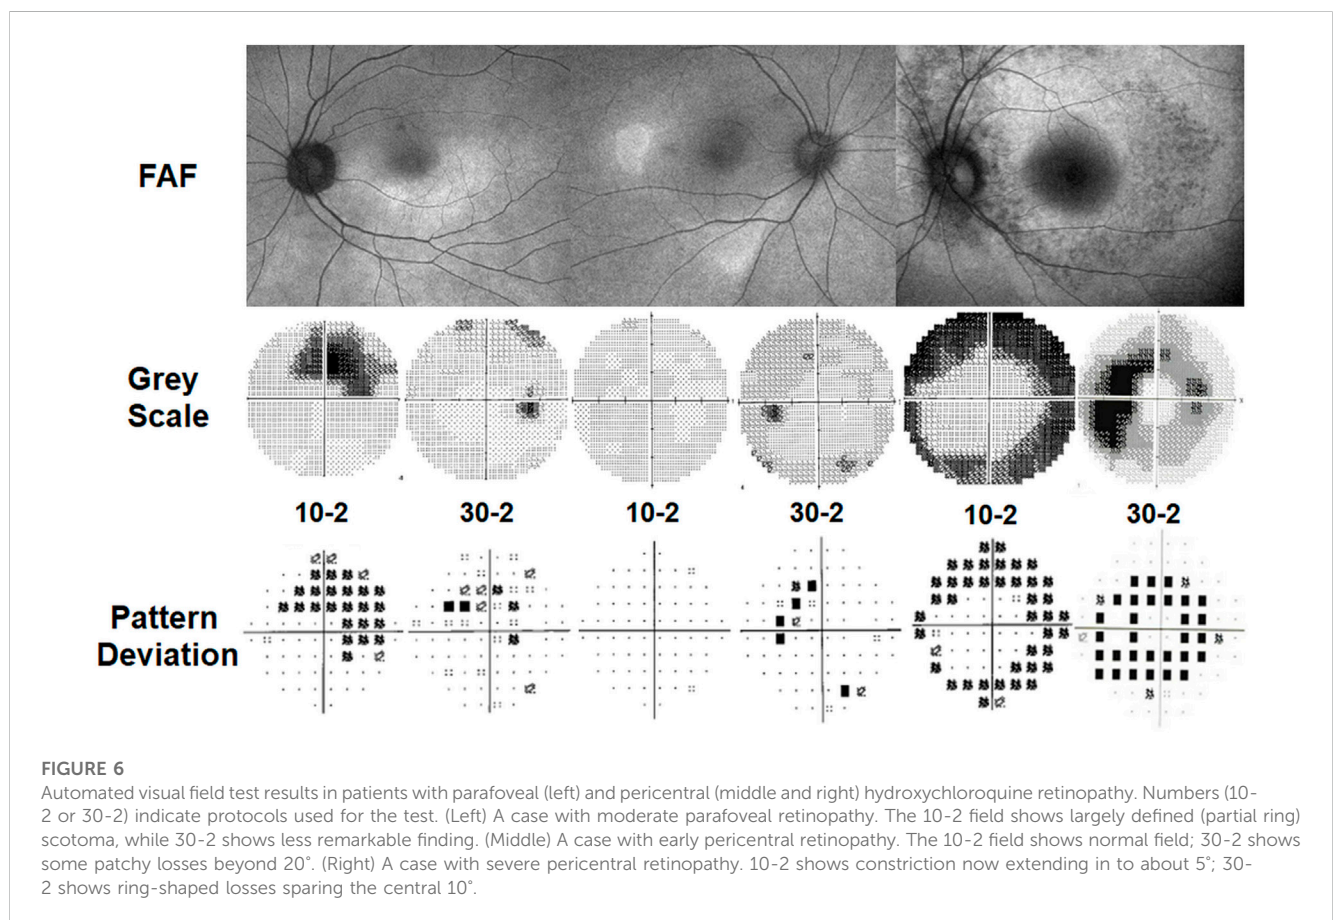 FAF
Grey
Scale
10-2
30-2
10-2
30-2
10-2
30-2
Pattern
Deviation
FIGURE 6
Automated visual field test results in patients with parafoveal (left) and pericentral (middle and right) hydroxychloroquine retinopathy. Numbers (10-
2 or 30-2) indicate protocols used for the test. (Left) A case with moderate parafoveal retinopathy. The 10-2 field shows largely defined (partial ring)
scotoma, while 30-2 shows less remarkable finding. (Middle) A case with early pericentral retinopathy. The 10-2 field shows normal field; 30-2 shows
some patchy losses beyond 20°. (Right) A case with severe pericentral retinopathy. 10-2 shows constriction now extending in to about 5°; 30-
2 shows ring-shaped losses sparing the central 10°.